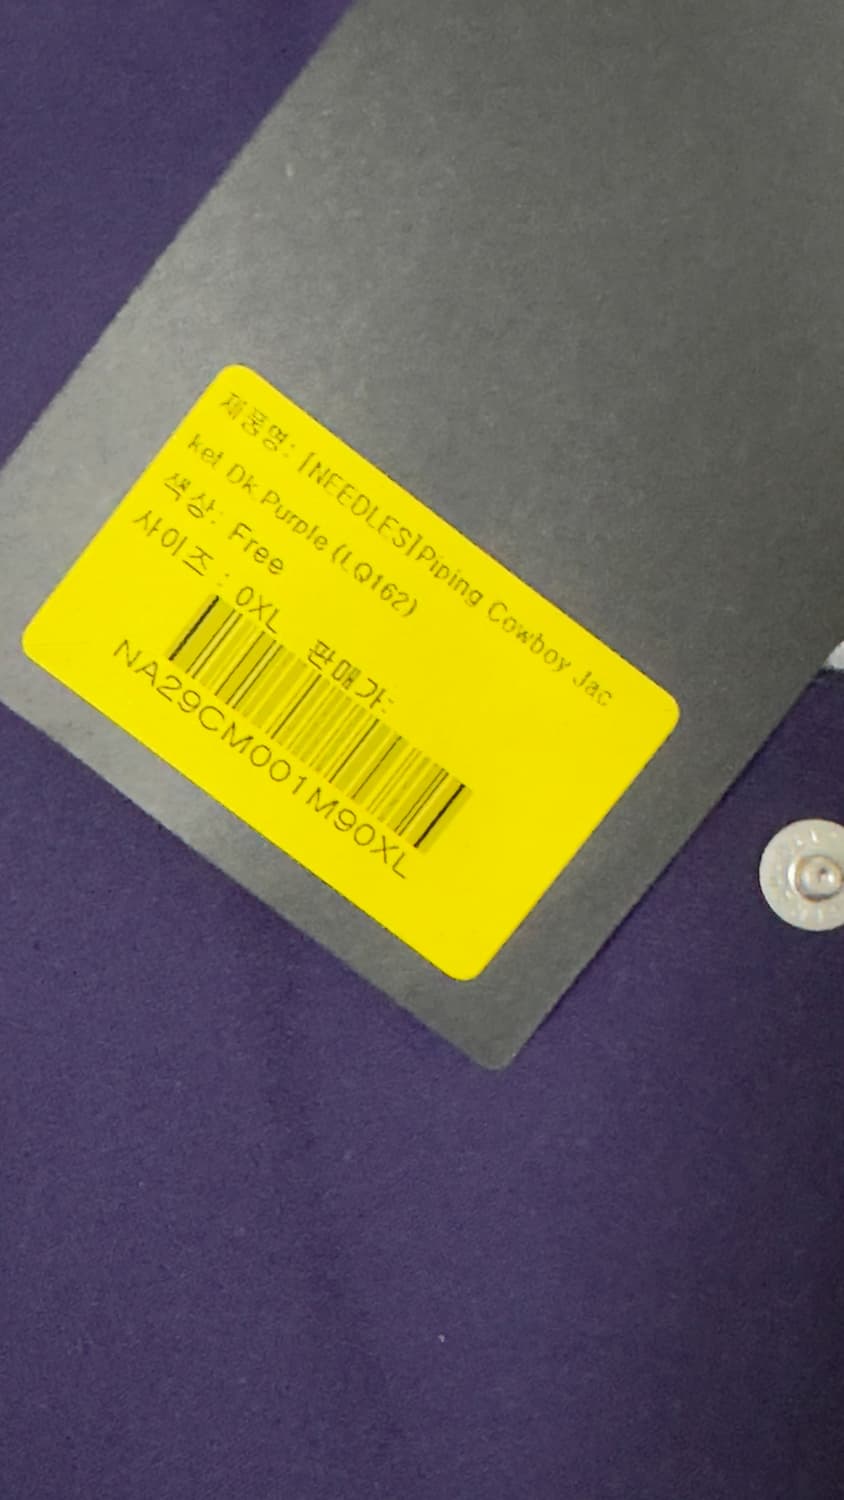 제품명: [NEEDLES]Piping Cowboy Jac
ket Dk.Purple (LQ162)
색상: Free
사이즈 : 0XL 판매가:
NA29CM001M90XL